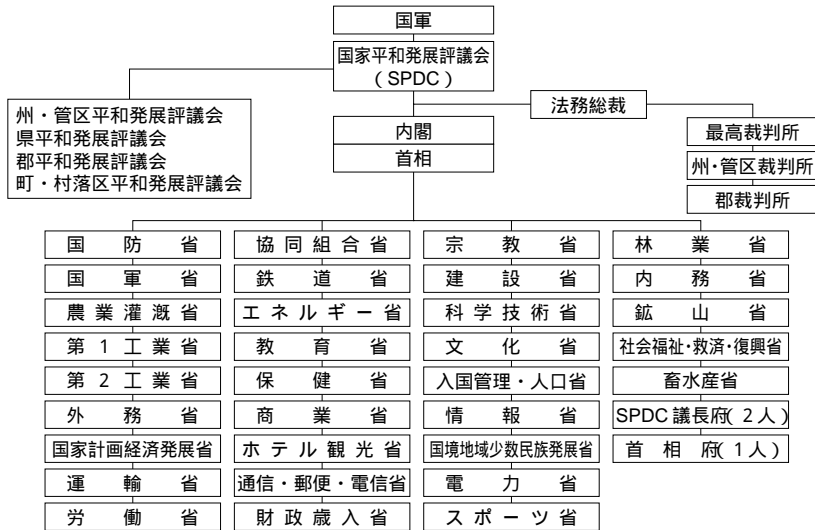 国軍
国家平和発展評議会
(SPDC)
州・管区平和発展評議会
県平和発展評議会
郡平和発展評議会
町・村落区平和発展評議会
法務総裁
内閣
首相
最高裁判所
州・管区裁判所
郡裁判所
国防省
国軍省
農業灌漑省
第1工業省
第2工業省
外務省
国家計画経済発展省
運輸省
労働省
協同組合省
鉄道省
エネルギー省
教育省
保健省
商業省
ホテル観光省
通信・郵便・電信省
財政歳入省
宗教省
建設省
科学技術省
文化省
入国管理・人口省
情報省
国境地域少数民族発展省
電力省
スポーツ省
林業省
内務省
鉱山省
社会福祉・救済・復興省
畜水産省
SPDC議長府(2人)
首相府(1人)